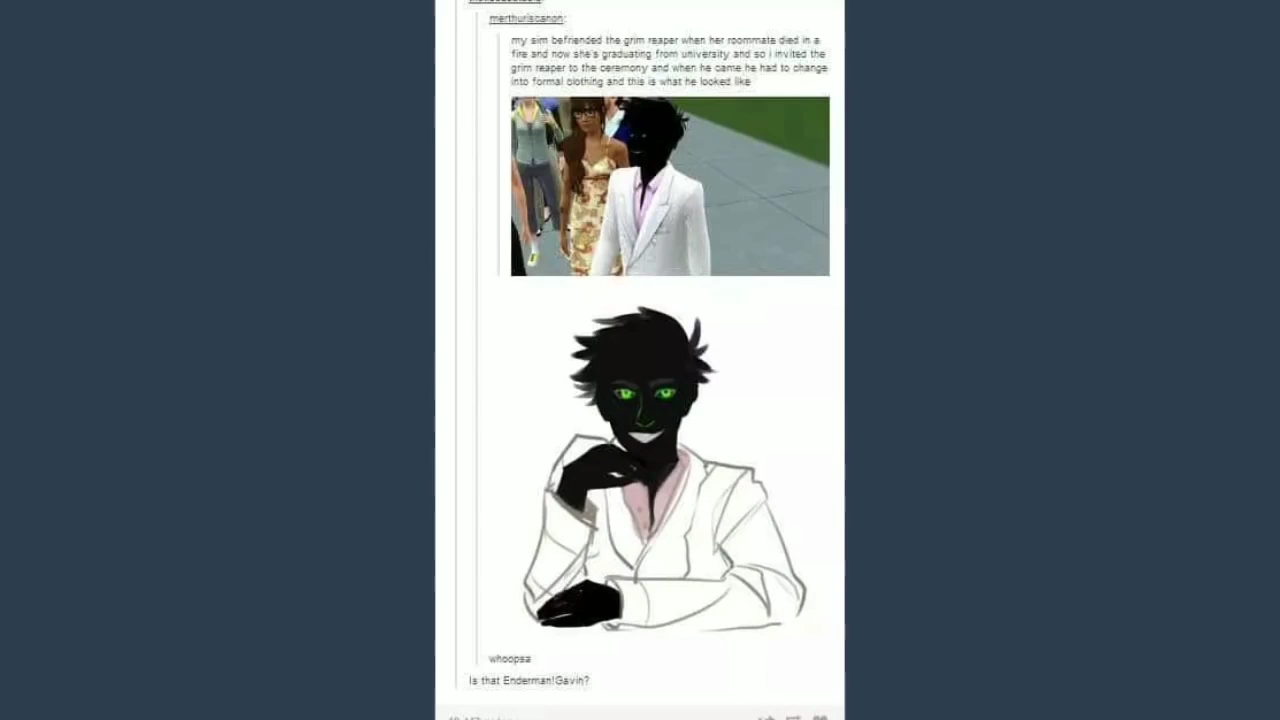 merthuriscanon:
my sim befriended the grim reaper when her roommate died in a
fire and now she's graduating from university and so i invited the
grim reaper to the ceremony and when he came he had to change
into formal clothing and this is what he looked like
whoopsa
Is that Enderman!Gavin?